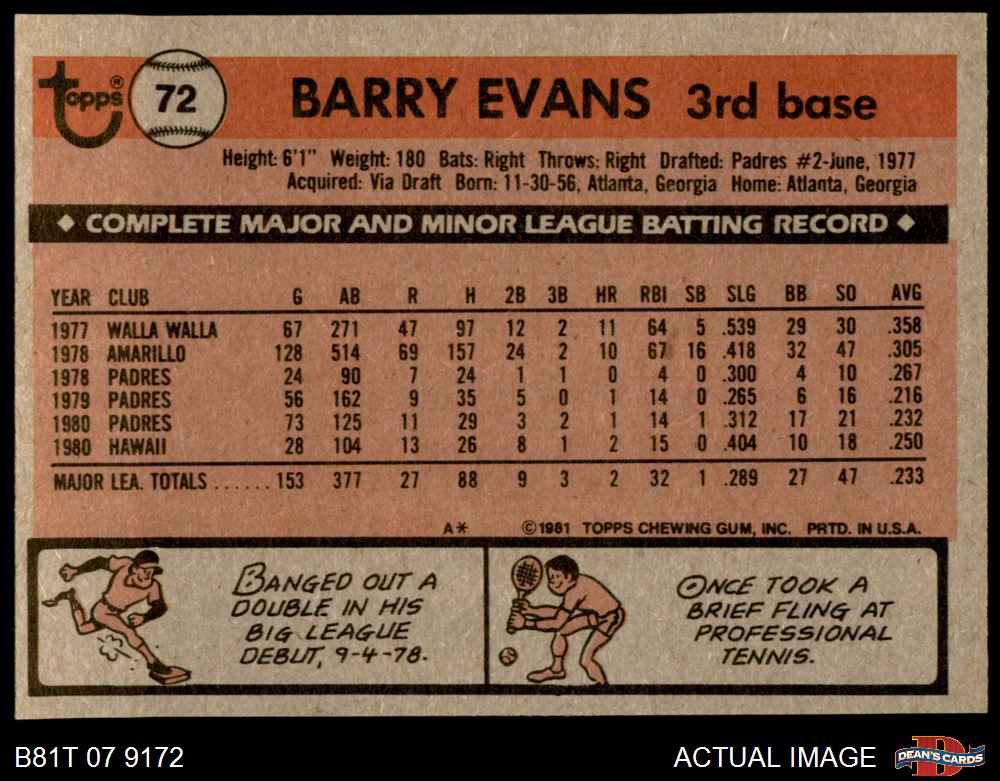 Topps® 72 BARRY EVANS 3rd base
Height: 6'1" Weight: 180 Bats: Right Throws: Right Drafted: Padres #2-June, 1977
Acquired: Via Draft Born: 11-30-56, Atlanta, Georgia Home: Atlanta, Georgia
◆ COMPLETE MAJOR AND MINOR LEAGUE BATTING RECORD ◆
YEAR CLUB G AB R H 2B 3B HR RBI SB SLG BB SO AVG
1977 WALLA WALLA 67 271 47 97 12 2 11 64 5 .539 29 30 .358
1978 AMARILLO 128 514 69 157 24 2 10 67 16 .418 32 47 .305
1978 PADRES 24 90 7 24 1 1 0 4 0 .300 4 10 .267
1979 PADRES 56 162 9 35 5 0 1 14 0 .265 6 16 .216
1980 PADRES 73 125 11 29 3 2 1 14 1 .312 17 21 .232
1980 HAWAII 28 104 13 26 8 1 2 15 0 .404 10 18 .250
MAJOR LEA. TOTALS ...... 153 377 27 88 9 3 2 32 1 .289 27 47 .233
A* ©1981 TOPPS CHEWING GUM, INC. PRTD. IN U.S.A.
BANGED OUT A
DOUBLE IN HIS
BIG LEAGUE
DEBUT, 9-4-78.
ONCE TOOK A
BRIEF FLING AT
PROFESSIONAL
TENNIS.
B81T 07 9172 ACTUAL IMAGE D DEAN'S CARDS